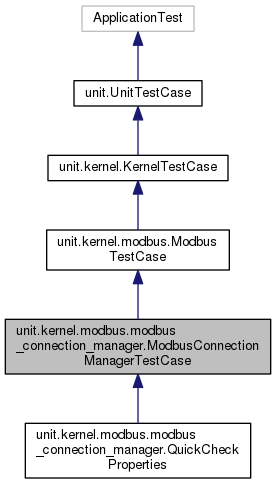 ApplicationTest
unit.UnitTestCase
unit.kernel.KernelTestCase
unit.kernel.modbus.Modbus
TestCase
unit.kernel.modbus.modbus
_connection_manager.ModbusConnection
ManagerTestCase
unit.kernel.modbus.modbus
_connection_manager.QuickCheck
Properties